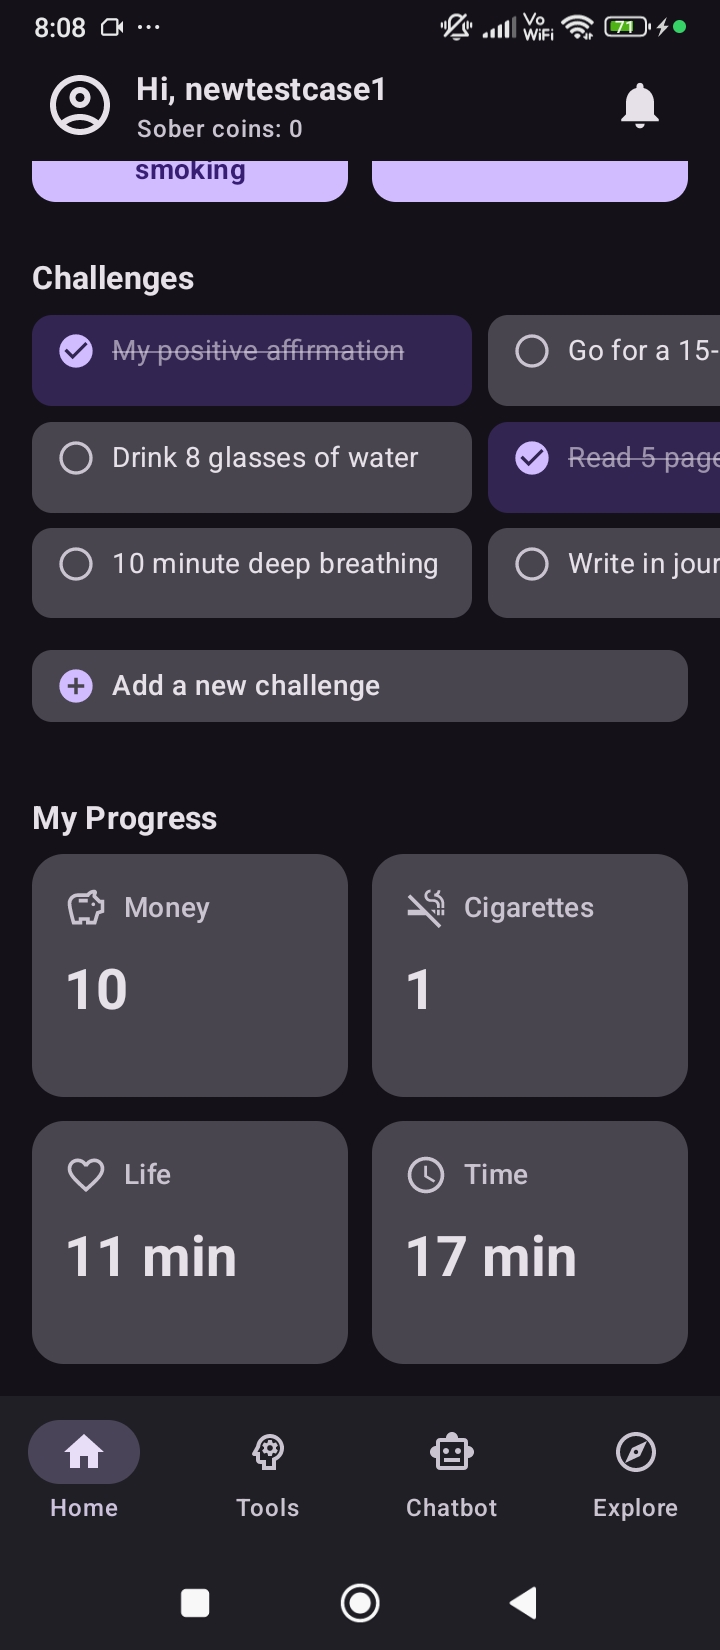 8:08
Vo
WiFi
71
Hi, newtestcase1
Sober coins: 0
smoking
Challenges
My positive affirmation
Go for a 15-
Drink 8 glasses of water
Read 5 page
10 minute deep breathing
Write in jour
Add a new challenge
My Progress
Money
Cigarettes
10
1
Life
Time
11 min
17 min
Home
Tools
Chatbot
Explore